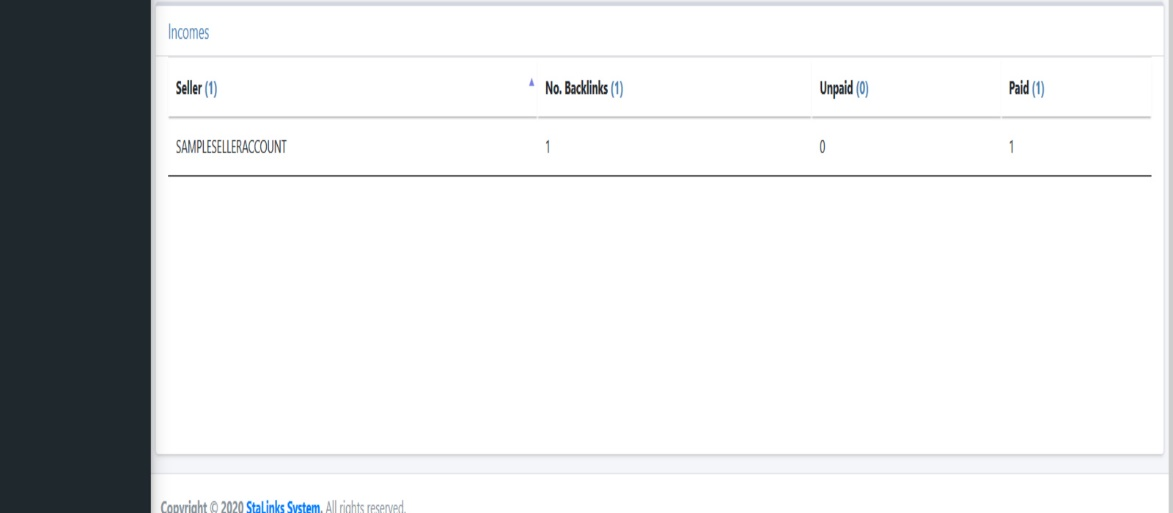 Incomes
Seller (1) ▲ No. Backlinks (1) Unpaid (0) Paid (1)
SAMPLESELLERACCOUNT 1 0 1
Copyright © 2020 StaLinks System. All rights reserved.